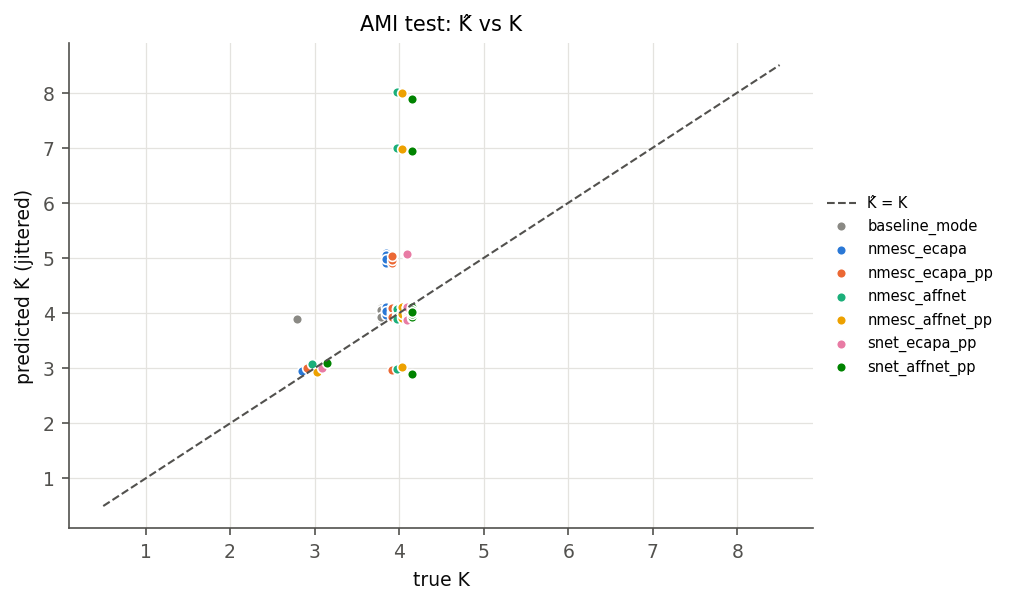 AMI test: K̂ vs K
8
7
6
5
4
3
2
1
predicted K̂ (jittered)
1 2 3 4 5 6 7 8
true K
K̂ = K
baseline_mode
nmesc_ecapa
nmesc_ecapa_pp
nmesc_affnet
nmesc_affnet_pp
snet_ecapa_pp
snet_affnet_pp